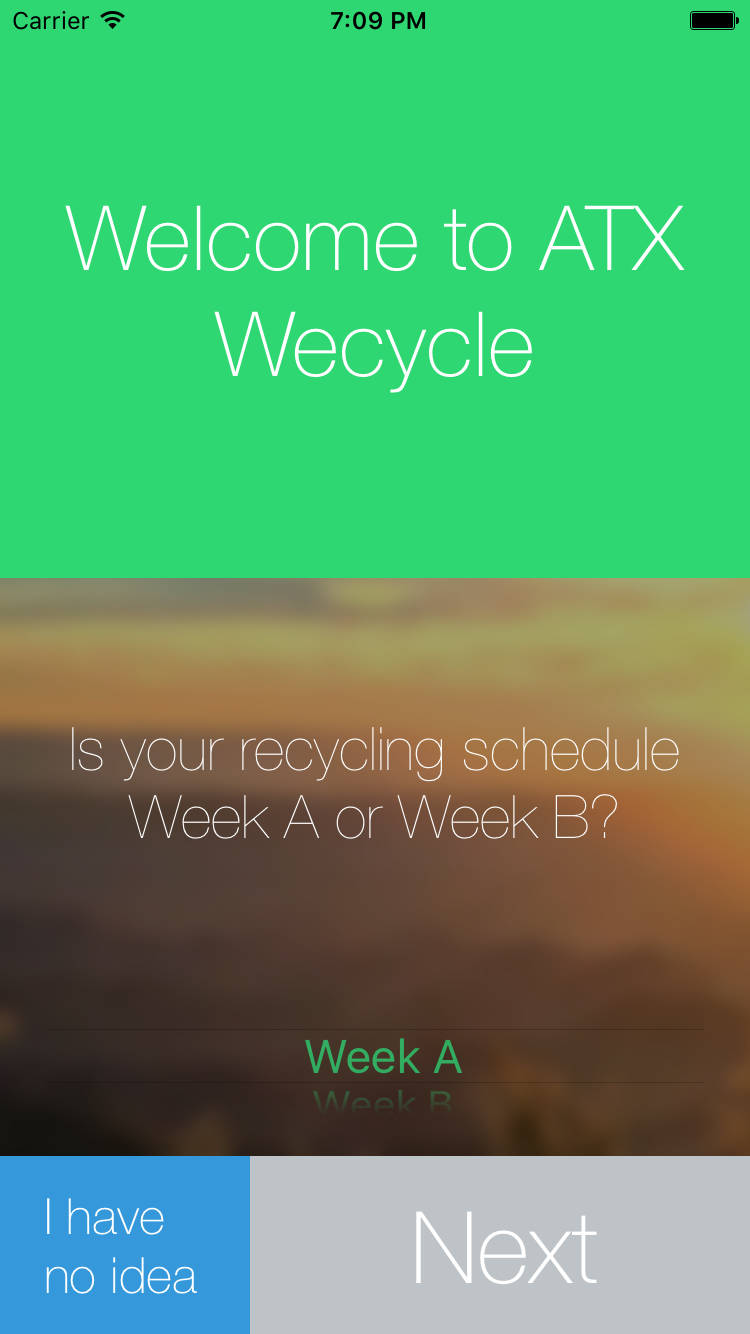 Carrier 7:09 PM
Welcome to ATX
Wecycle
Is your recycling schedule
Week A or Week B?
Week A
Week B
I have
no idea
Next